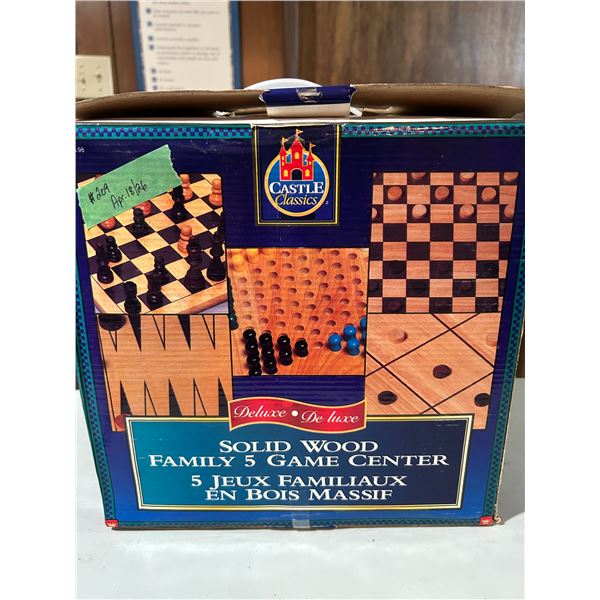 #209
Apr.18/26
CASTLE
Classics
Deluxe • De luxe
SOLID WOOD
FAMILY 5 GAME CENTER
5 JEUX FAMILIAUX
EN BOIS MASSIF